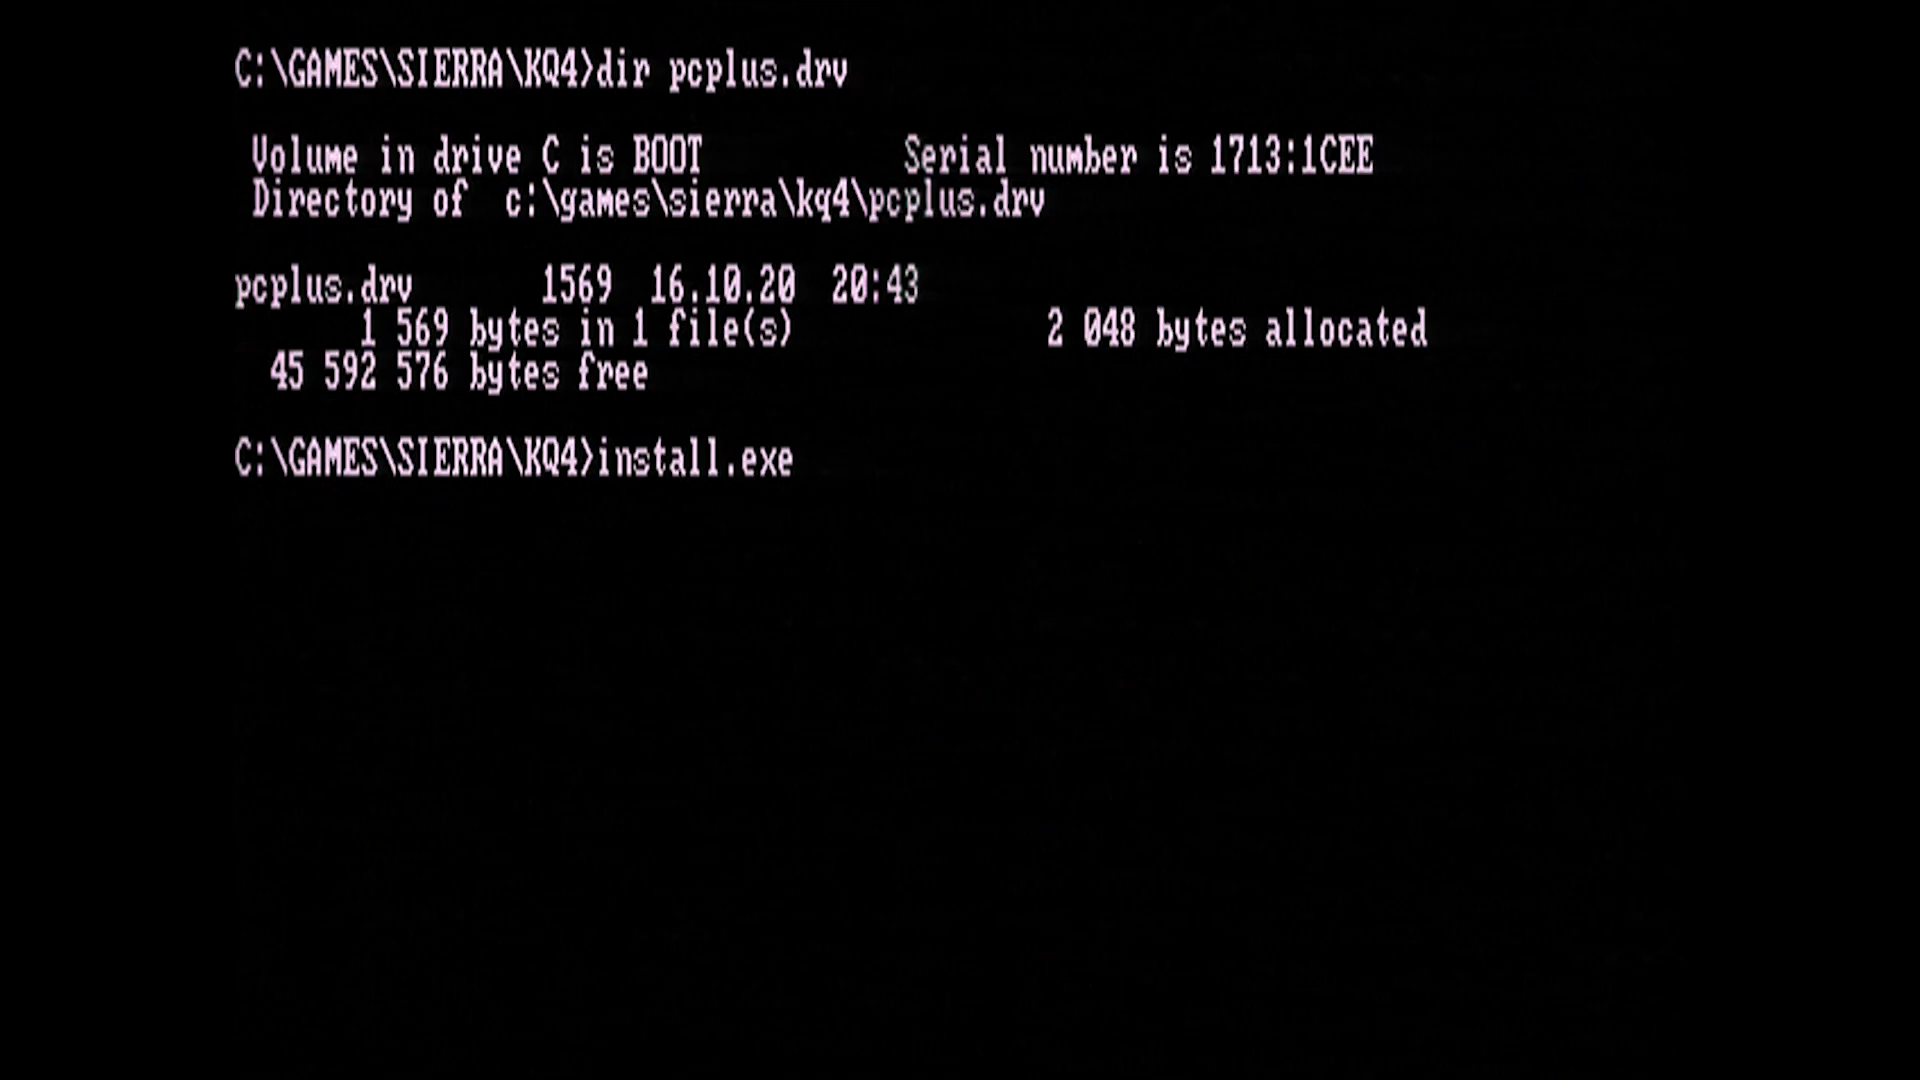 C:\GAMES\SIERRA\KQ4>dir pcplus.drv
Volume in drive C is BOOT Serial number is 1713:1CEE
Directory of c:\games\sierra\kq4\pcplus.drv
pcplus.drv 1569 16.10.20 20:43
1 569 bytes in 1 file(s) 2 048 bytes allocated
45 592 576 bytes free
C:\GAMES\SIERRA\KQ4>install.exe